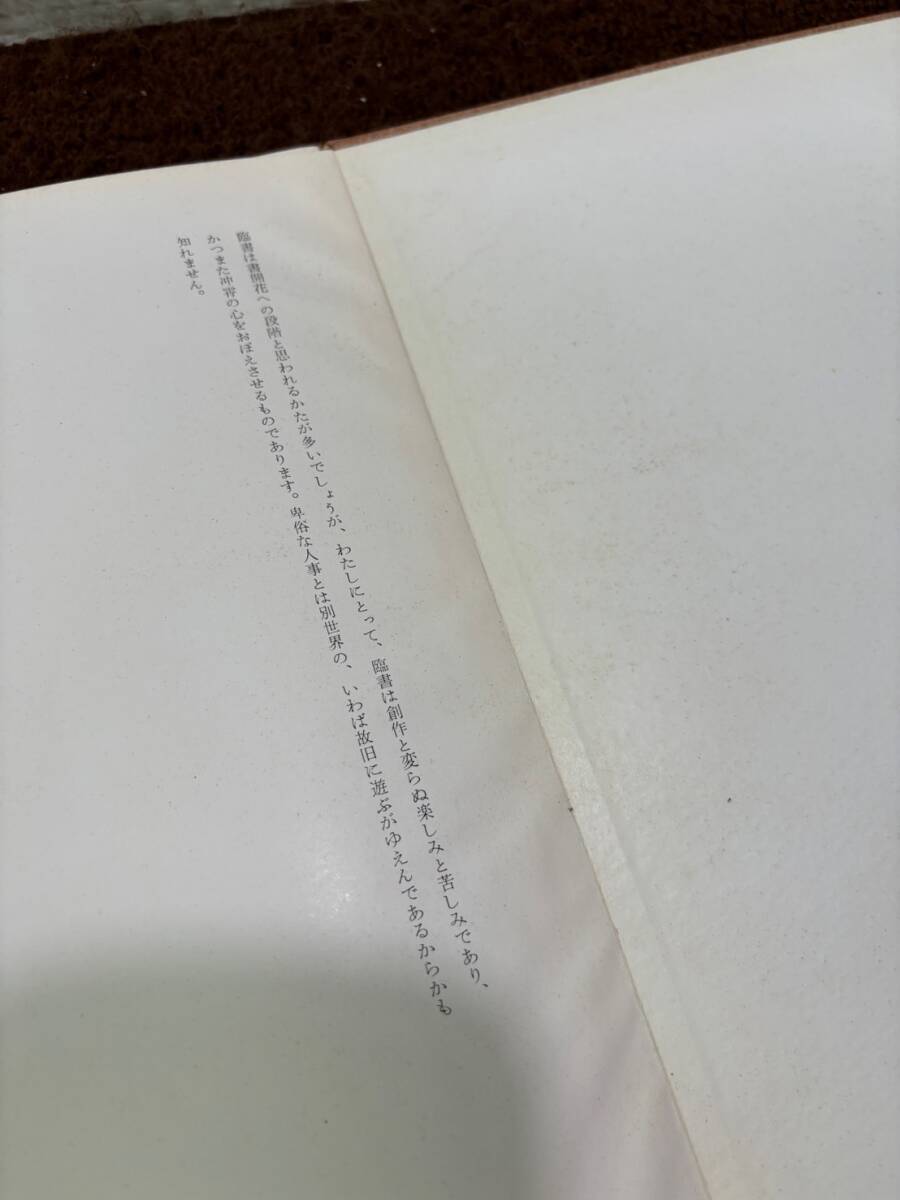 臨書は書開花への段階と思われるかたが多いでしょうが、わたしにとって、臨書は創作と変らぬ楽しみと苦しみであり、
かつまた冲霄の心をおぼえさせるものであります。卑俗な人事とは別世界の、いわば故旧に遊ぶがゆえんであるからかも
知れません。